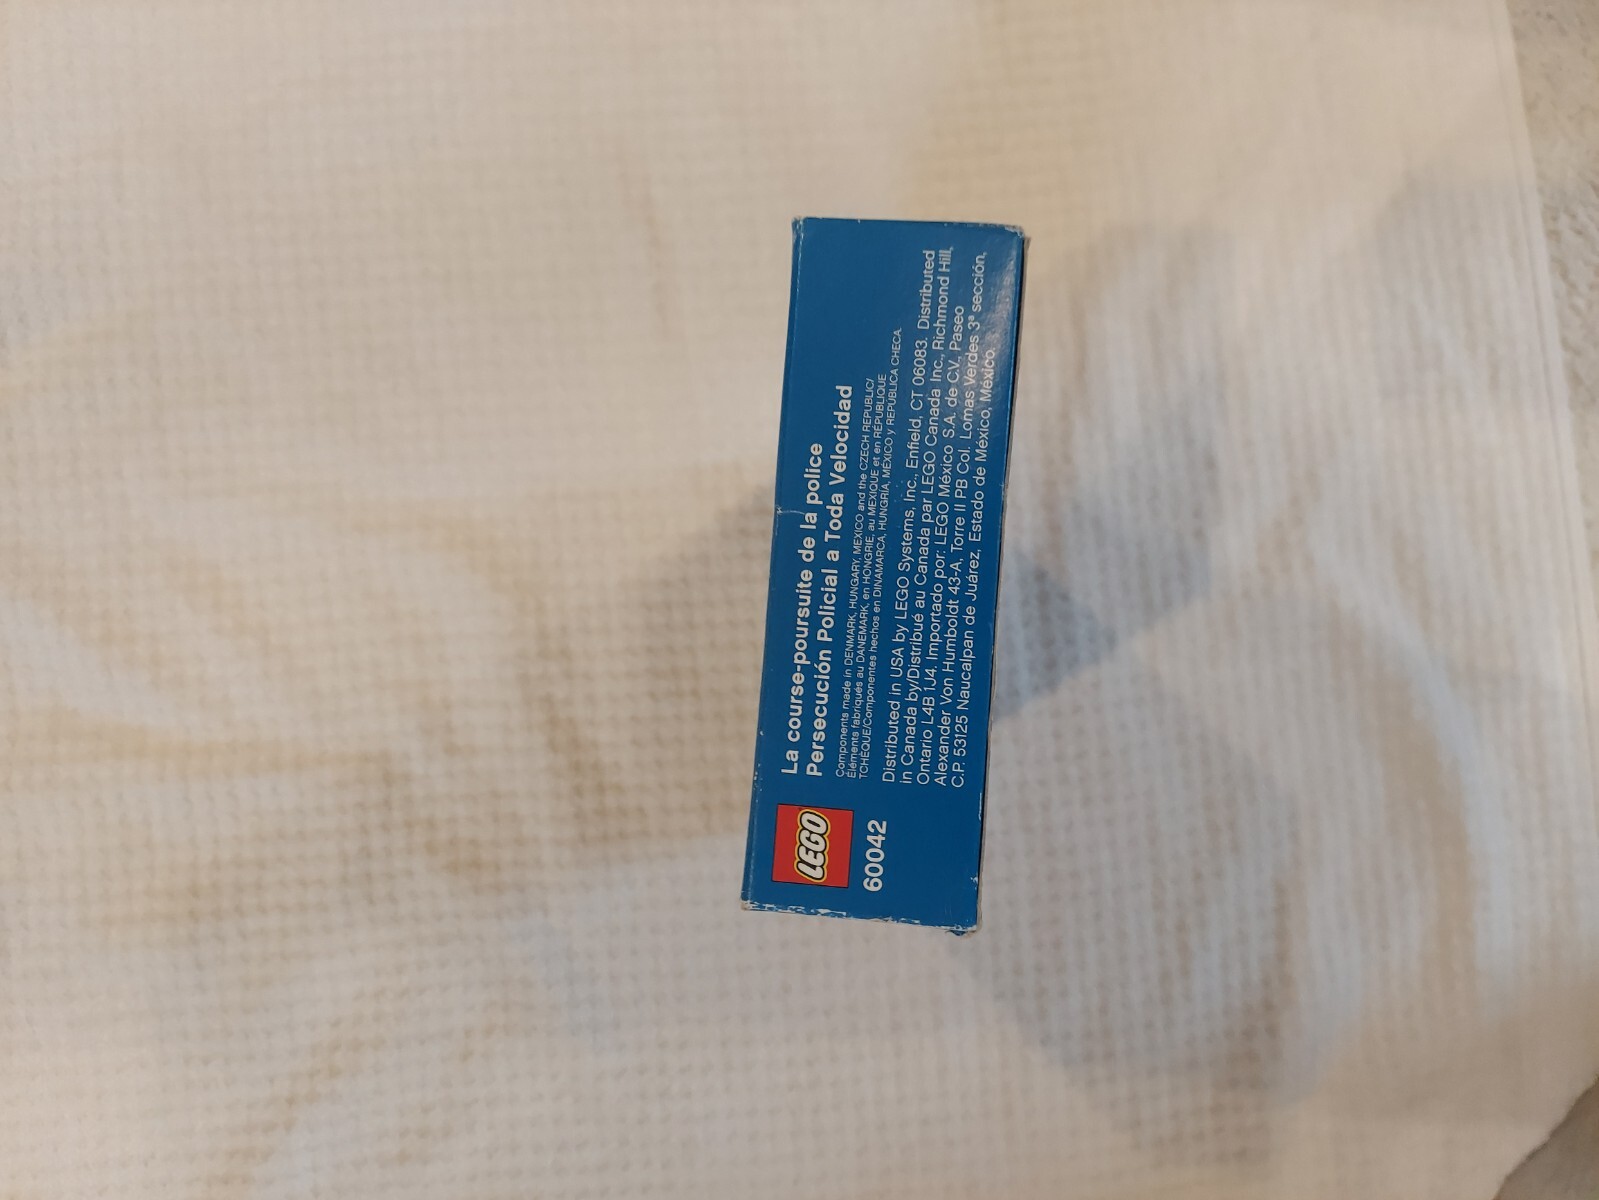 LEGO
60042
La course-poursuite de la police
Persecución Policial a Toda Velocidad
Components made in DENMARK, HUNGARY, MEXICO and the CZECH REPUBLIC/
Éléments fabriqués au DANEMARK, en HONGRIE, au MEXIQUE et en RÉPUBLIQUE
TCHÈQUE/Componentes hechos en DINAMARCA, HUNGRÍA, MÉXICO y REPÚBLICA CHECA.
Distributed in USA by LEGO Systems, Inc., Enfield, CT 06083. Distributed
in Canada by/Distribué au Canada par LEGO Canada Inc., Richmond Hill,
Ontario L4B 1J4. Importado por: LEGO México S.A. de C.V., Paseo
Alexander Von Humboldt 43-A, Torre II PB Col. Lomas Verdes 3ª sección,
C.P. 53125 Naucalpan de Juárez, Estado de México, México.